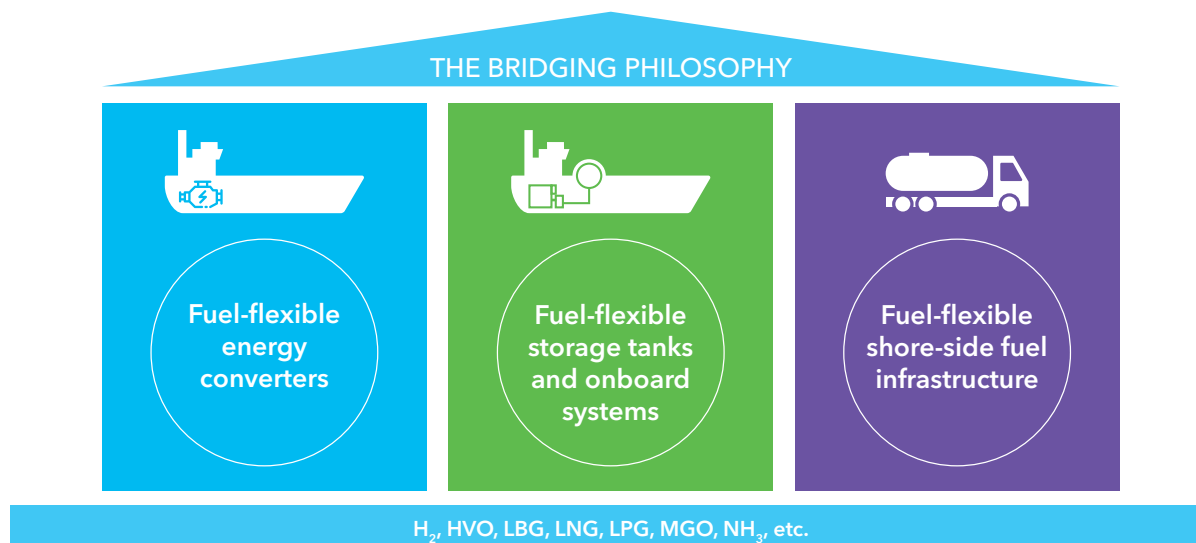 THE BRIDGING PHILOSOPHY
Fuel-flexible
energy
converters
Fuel-flexible
storage tanks
and onboard
systems
Fuel-flexible
shore-side fuel
infrastructure
H₂, HVO, LBG, LNG, LPG, MGO, NH₃, etc.